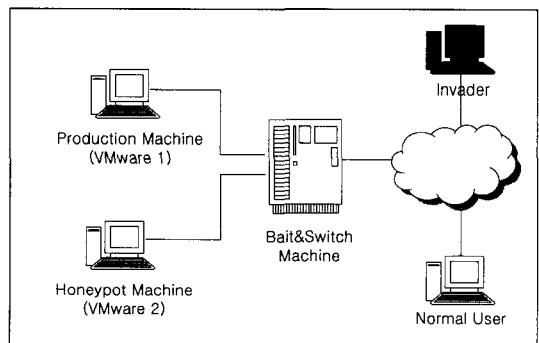 Invader
Production Machine
(VMware 1)
Bait&Switch
Machine
Honeypot Machine
(VMware 2)
Normal User